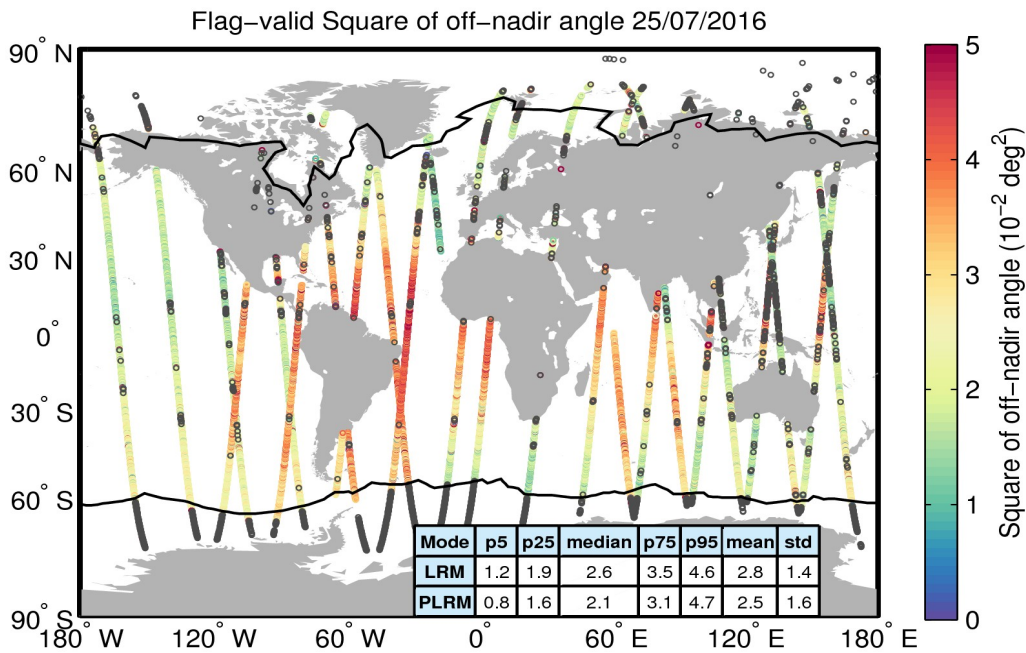 Flag−valid Square of off−nadir angle 25/07/2016
90° N
60° N
30° N
0°
30° S
60° S
90° S
180° W
120° W
60° W
0°
60° E
120° E
180° E
Mode p5 p25 median p75 p95 mean std
LRM 1.2 1.9 2.6 3.5 4.6 2.8 1.4
PLRM 0.8 1.6 2.1 3.1 4.7 2.5 1.6
5
4
3
2
1
0
Square of off−nadir angle (10⁻² deg²)